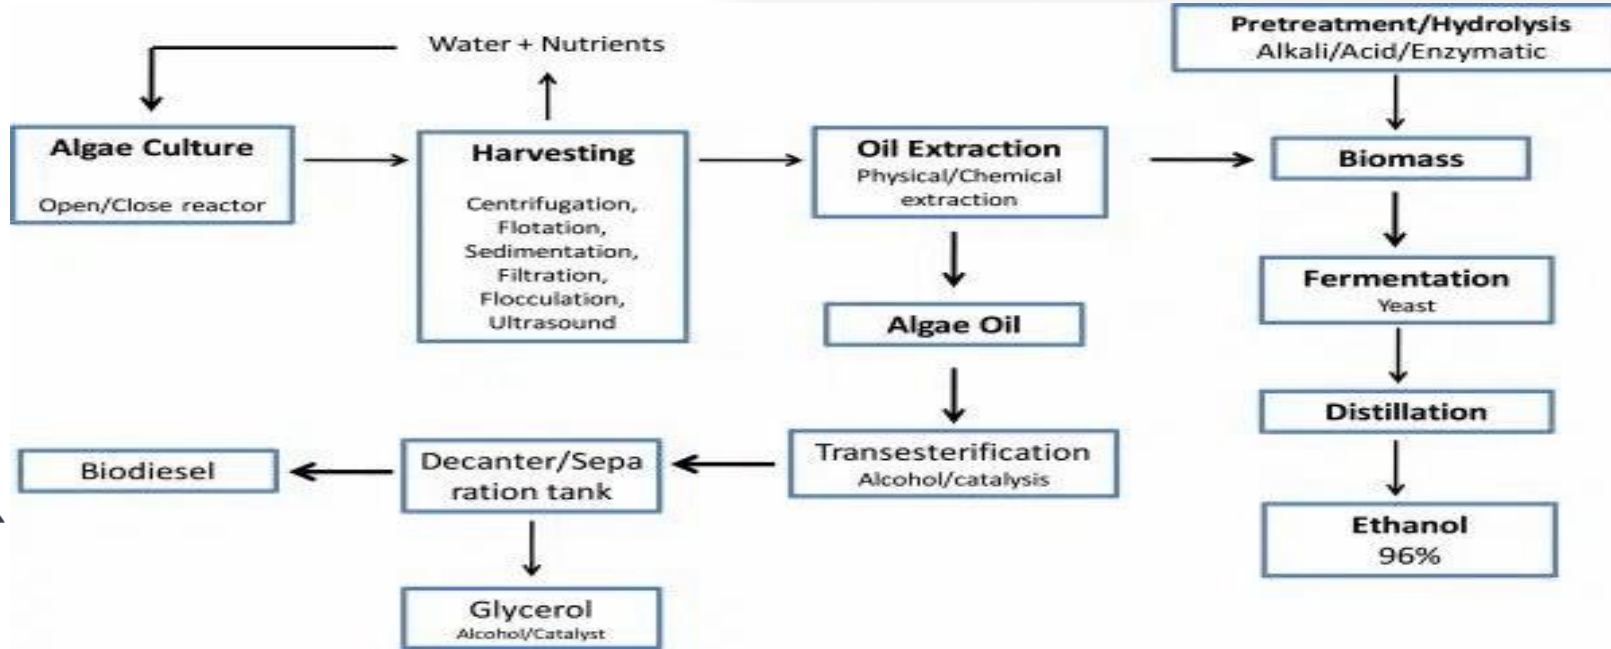 Water + Nutrients
Pretreatment/Hydrolysis
Alkali/Acid/Enzymatic
Algae Culture
Open/Close reactor
Harvesting
Centrifugation,
Flotation,
Sedimentation,
Filtration,
Flocculation,
Ultrasound
Oil Extraction
Physical/Chemical
extraction
Biomass
Fermentation
Yeast
Algae Oil
Distillation
Transesterification
Alcohol/catalysis
Decanter/Sepa
ration tank
Biodiesel
Ethanol
96%
Glycerol
Alcohol/Catalyst